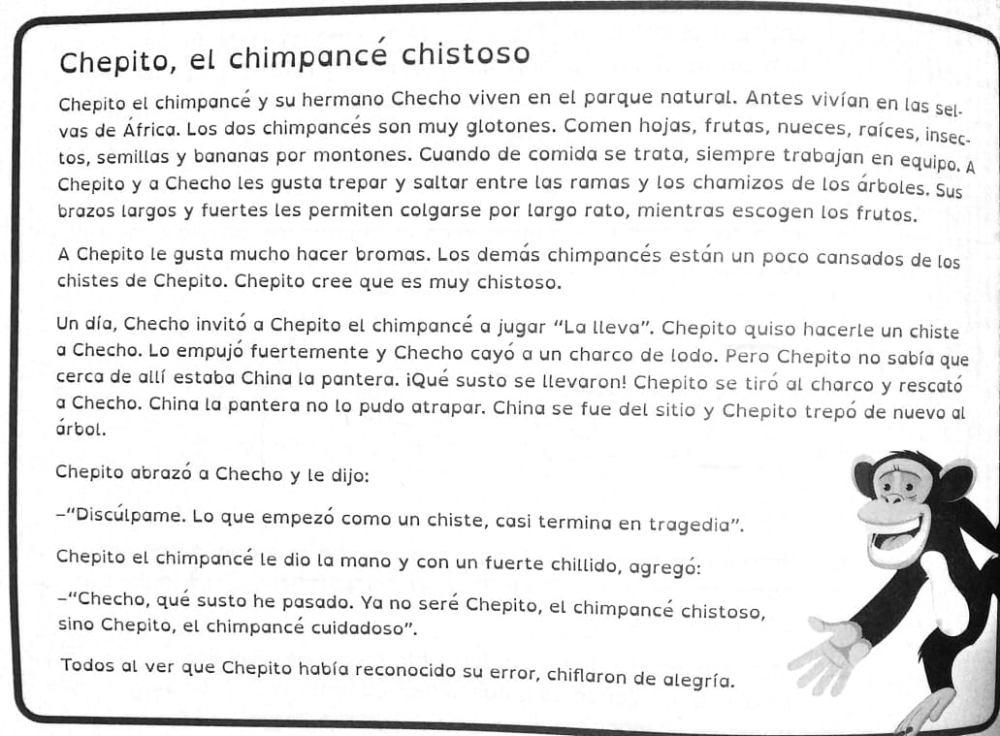 Chepito, el chimpancé chistoso
Chepito el chimpancé y su hermano Checho viven en el parque natural. Antes vivían en las sel-
vas de África. Los dos chimpancés son muy glotones. Comen hojas, frutas, nueces, raíces, insec-
tos, semillas y bananas por montones. Cuando de comida se trata, siempre trabajan en equipo. A
Chepito y a Checho les gusta trepar y saltar entre las ramas y los chamizos de los árboles. Sus
brazos largos y fuertes les permiten colgarse por largo rato, mientras escogen los frutos.
A Chepito le gusta mucho hacer bromas. Los demás chimpancés están un poco cansados de los
chistes de Chepito. Chepito cree que es muy chistoso.
Un día, Checho invitó a Chepito el chimpancé a jugar “La lleva”. Chepito quiso hacerle un chiste
a Checho. Lo empujó fuertemente y Checho cayó a un charco de lodo. Pero Chepito no sabía que
cerca de allí estaba China la pantera. ¡Qué susto se llevaron! Chepito se tiró al charco y rescató
a Checho. China la pantera no lo pudo atrapar. China se fue del sitio y Chepito trepó de nuevo al
árbol.
Chepito abrazó a Checho y le dijo:
–“Discúlpame. Lo que empezó como un chiste, casi termina en tragedia”.
Chepito el chimpancé le dio la mano y con un fuerte chillido, agregó:
–“Checho, qué susto he pasado. Ya no seré Chepito, el chimpancé chistoso,
sino Chepito, el chimpancé cuidadoso”.
Todos al ver que Chepito había reconocido su error, chiflaron de alegría.